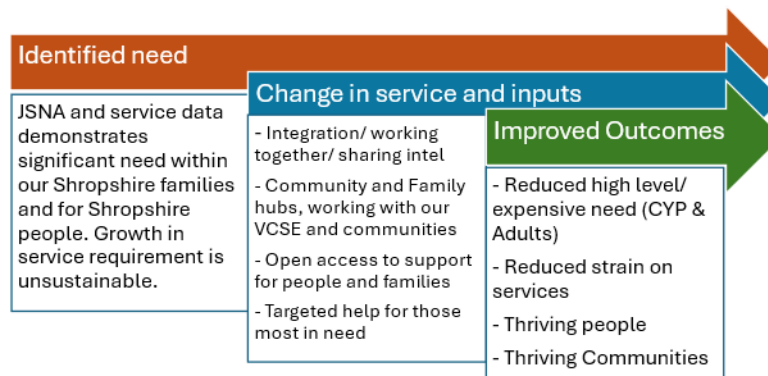 Identified need
JSNA and service data
demonstrates
significant need within
our Shropshire families
and for Shropshire
people. Growth in
service requirement is
unsustainable.
Change in service and inputs
- Integration/ working
together/ sharing intel
- Community and Family
hubs, working with our
VCSE and communities
- Open access to support
for people and families
- Targeted help for those
most in need
Improved Outcomes
- Reduced high level/
expensive need (CYP &
Adults)
- Reduced strain on
services
- Thriving people
- Thriving Communities